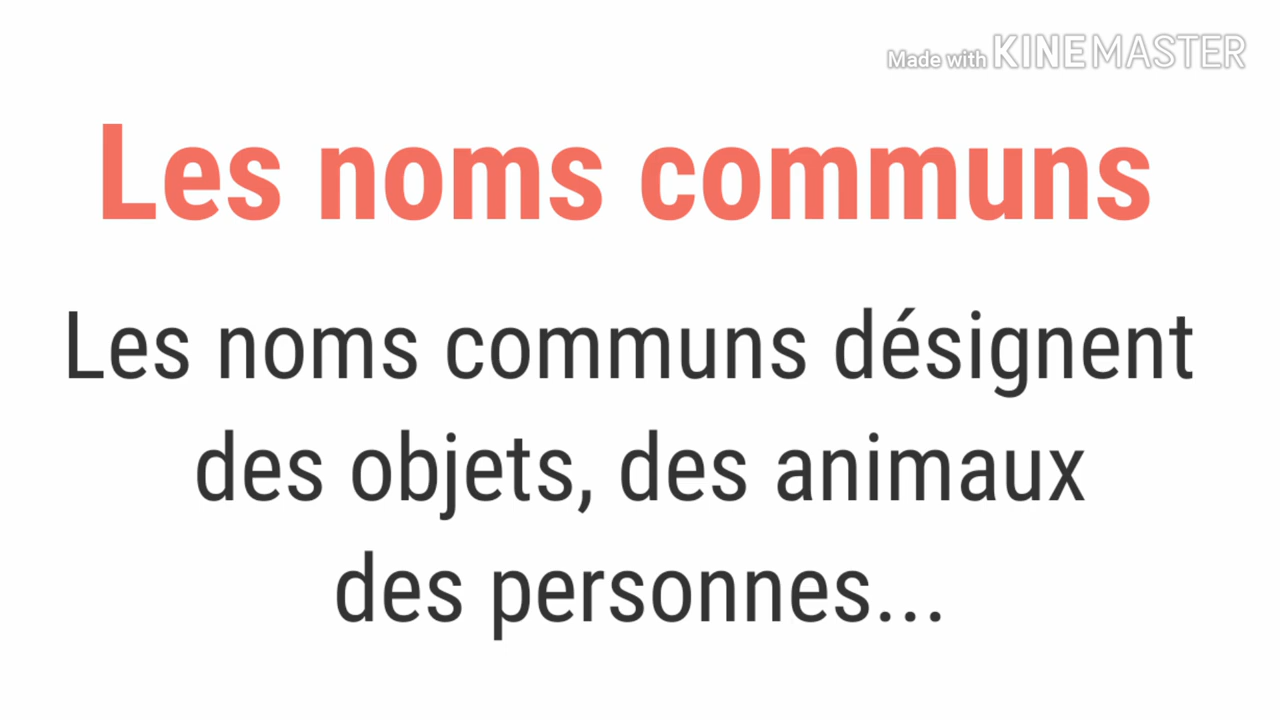 Made with KINEMASTER
Les noms communs
Les noms communs désignent
des objets, des animaux
des personnes...